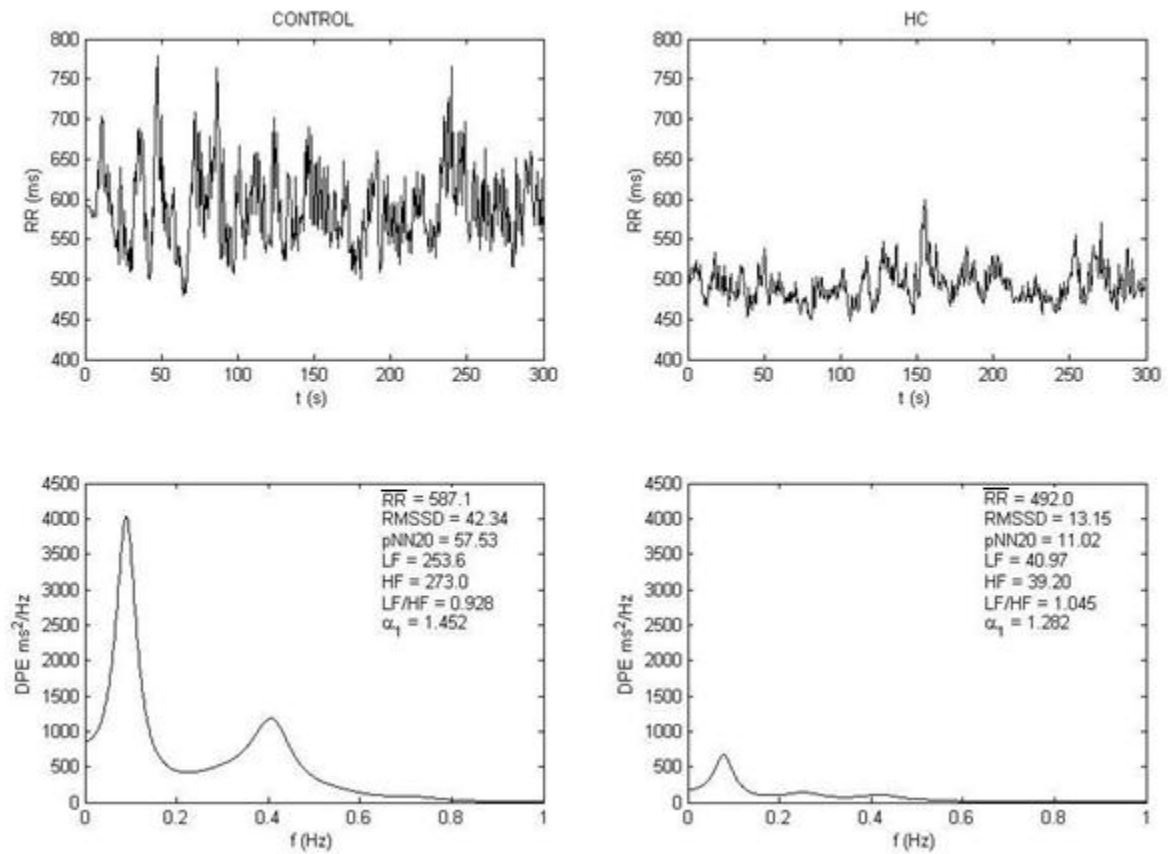 CONTROL
800
750
700
650
600
550
500
450
400
RR (ms)
0 50 100 150 200 250 300
t (s)
HC
800
750
700
650
600
550
500
450
400
RR (ms)
0 50 100 150 200 250 300
t (s)
4500
4000
3500
3000
2500
2000
1500
1000
500
0
DPE ms²/Hz
RR = 587.1
RMSSD = 42.34
pNN20 = 57.53
LF = 253.6
HF = 273.0
LF/HF = 0.928
α₁ = 1.452
0 0.2 0.4 0.6 0.8 1
f (Hz)
4500
4000
3500
3000
2500
2000
1500
1000
500
0
DPE ms²/Hz
RR = 492.0
RMSSD = 13.15
pNN20 = 11.02
LF = 40.97
HF = 39.20
LF/HF = 1.045
α₁ = 1.282
0 0.2 0.4 0.6 0.8 1
f (Hz)